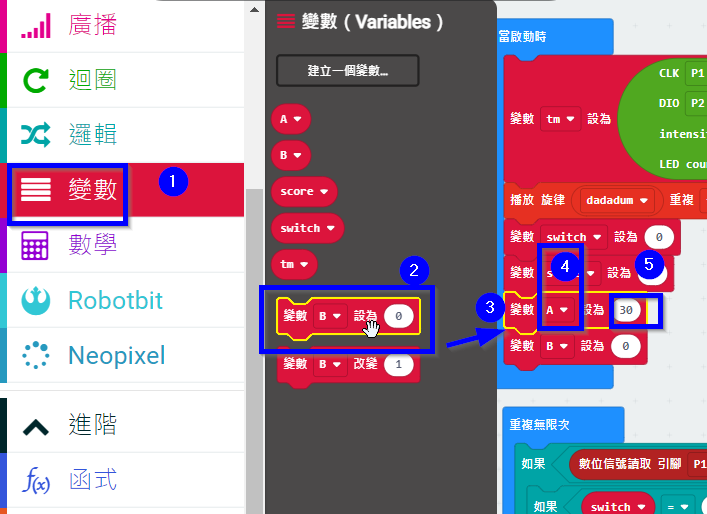 廣播
迴圈
邏輯
變數
1
數學
Robotbit
Neopixel
進階
函式
變數 ( Variables )
建立一個變數...
A
B
score
switch
tm
2
變數 B 設為 0
變數 B 改變 1
當啟動時
變數 tm 設為
CLK P1
DIO P2
intensi
LED cou
播放 旋律 dadadum 重複
變數 switch 設為 0
變數 s 設
4
5
3
變數 A 設為 30
變數 B 設為 0
重複無限次
如果 數位信號讀取 引腳 P1
如果 switch =